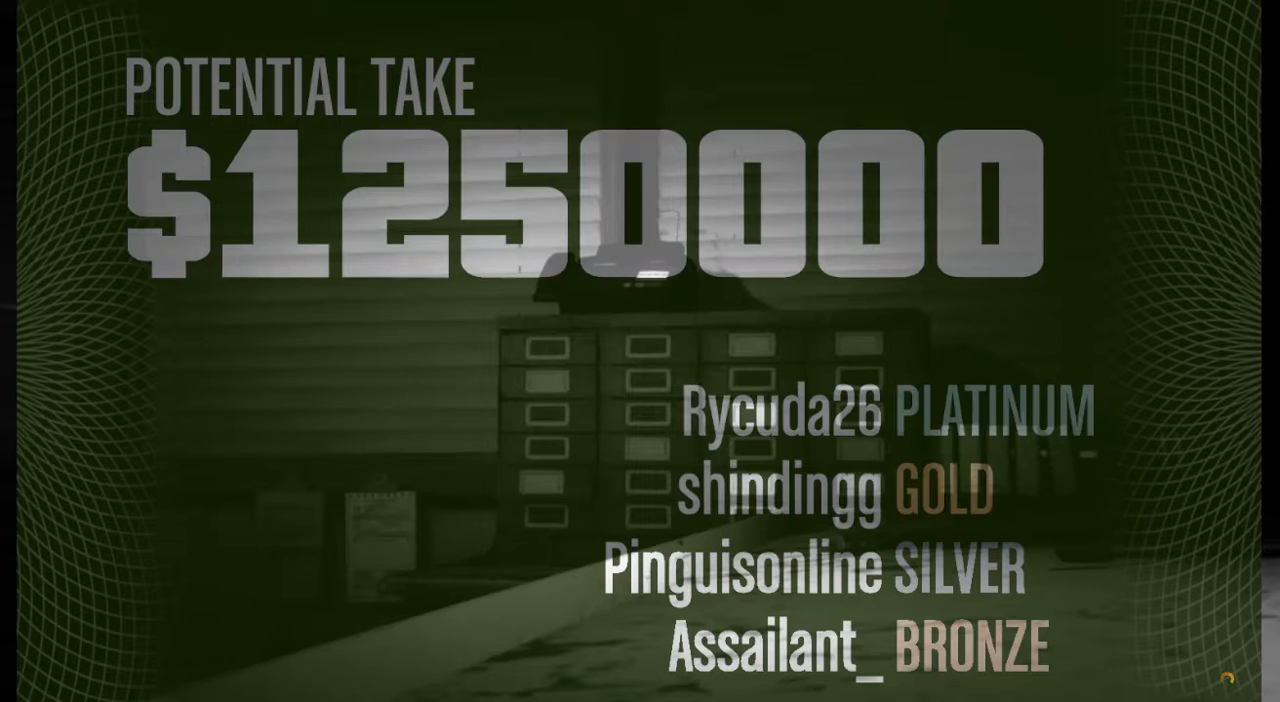 POTENTIAL TAKE
$1250000
Rycuda26 PLATINUM
shindingg GOLD
Pinguisonline SILVER
Assailant_ BRONZE